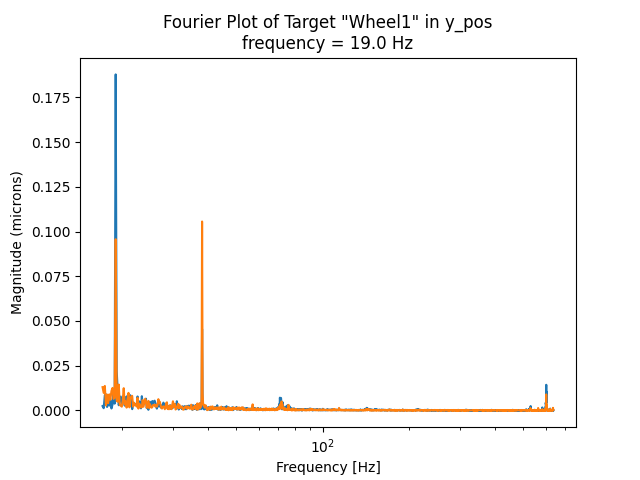 Fourier Plot of Target "Wheel1" in y_pos
frequency = 19.0 Hz
0.175
0.150
0.125
0.100
0.075
0.050
0.025
0.000
Magnitude (microns)
10²
Frequency [Hz]